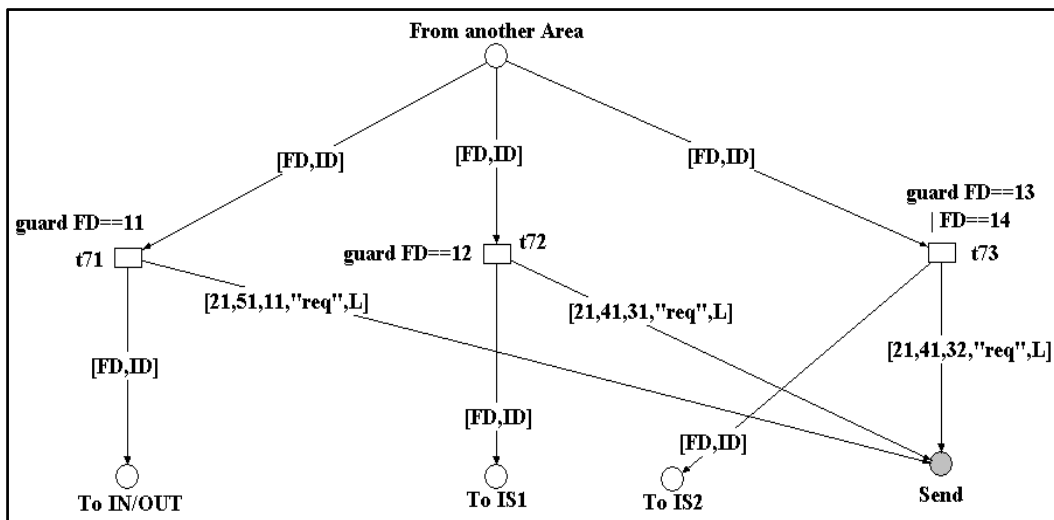 From another Area
[FD,ID]
[FD,ID]
[FD,ID]
guard FD==11
t71
guard FD==12
t72
guard FD==13
| FD==14
t73
[21,51,11,"req",L]
[21,41,31,"req",L]
[21,41,32,"req",L]
[FD,ID]
[FD,ID]
[FD,ID]
To IN/OUT
To IS1
To IS2
Send